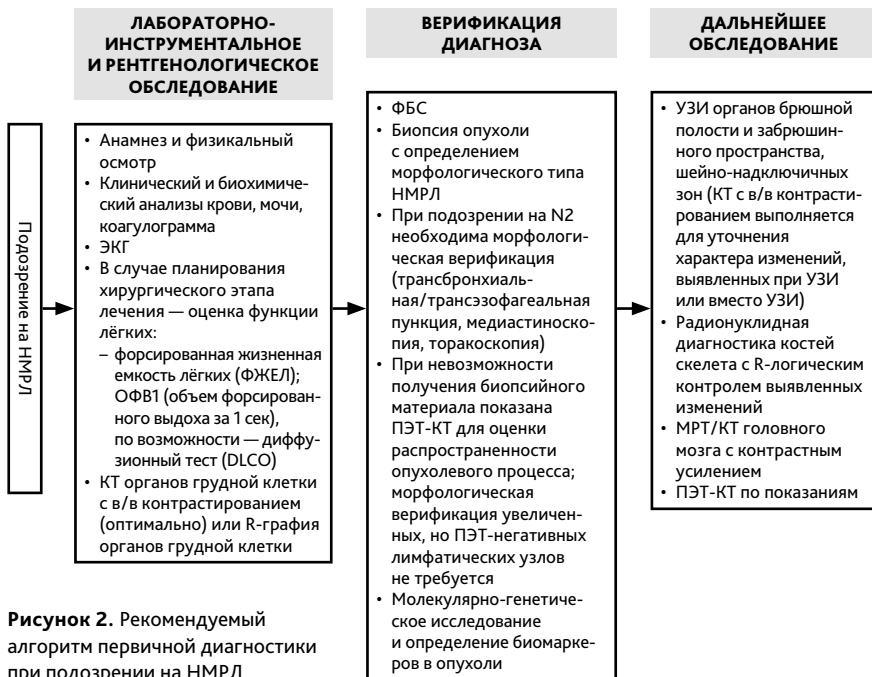 ЛАБОРАТОРНО-
ИНСТРУМЕНТАЛЬНОЕ
И РЕНТГЕНОЛОГИЧЕСКОЕ
ОБСЛЕДОВАНИЕ
ВЕРИФИКАЦИЯ
ДИАГНОЗА
ДАЛЬНЕЙШЕЕ
ОБСЛЕДОВАНИЕ
Подозрение на НМРЛ
• Анамнез и физикальный
осмотр
• Клинический и биохимиче-
ский анализы крови, мочи,
коагулограмма
• ЭКГ
• В случае планирования
хирургического этапа
лечения — оценка функции
лёгких:
– форсированная жизненная
емкость лёгких (ФЖЕЛ);
ОФВ1 (объем форсирован-
ного выдоха за 1 сек),
по возможности — диффу-
зионный тест (DLCO)
• КТ органов грудной клетки
с в/в контрастированием
(оптимально) или R-графия
органов грудной клетки
• ФБС
• Биопсия опухоли
с определением
морфологического типа
НМРЛ
• При подозрении на N2
необходима морфологи-
ческая верификация
(трансбронхиаль-
ная/трансэзофагеальная
пункция, медиастиноско-
пия, торакоскопия)
• При невозможности
получения биопсийного
материала показана
ПЭТ-КТ для оценки
распространенности
опухолевого процесса;
морфологическая
верификация увеличен-
ных, но ПЭТ-негативных
лимфатических узлов
не требуется
• Молекулярно-генетиче-
ское исследование
и определение биомарке-
ров в опухоли
• УЗИ органов брюшной
полости и забрюшин-
ного пространства,
шейно-надключичных
зон (КТ с в/в контрасти-
рованием выполняется
для уточнения
характера изменений,
выявленных при УЗИ
или вместо УЗИ)
• Радионуклидная
диагностика костей
скелета с R-логическим
контролем выявленных
изменений
• МРТ/КТ головного
мозга с контрастным
усилением
• ПЭТ-КТ по показаниям
Рисунок 2. Рекомендуемый
алгоритм первичной диагностики
при подозрении на НМРЛ